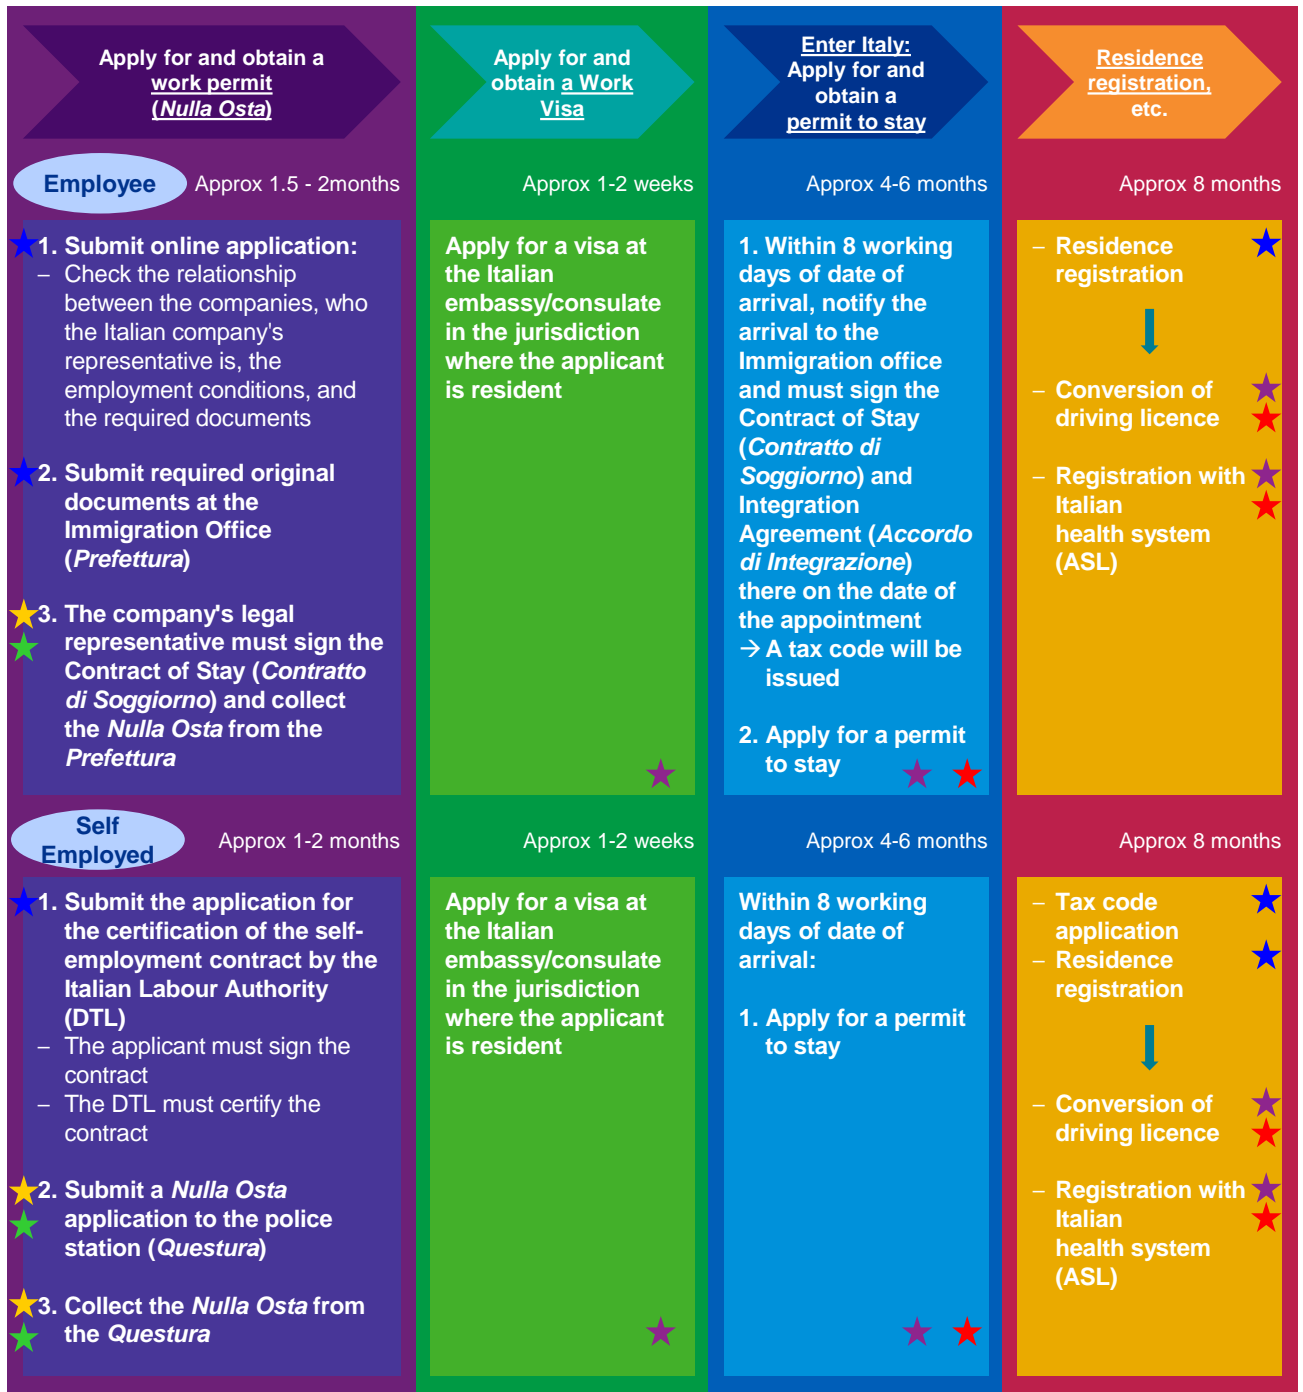 Apply for and obtain a
work permit
(Nulla Osta)
Apply for and
obtain a Work
Visa
Enter Italy:
Apply for and
obtain a
permit to stay
Residence
registration,
etc.
Employee
Approx 1.5 - 2months
Approx 1-2 weeks
Approx 4-6 months
Approx 8 months
1. Submit online application:
– Check the relationship
between the companies, who
the Italian company's
representative is, the
employment conditions, and
the required documents
2. Submit required original
documents at the
Immigration Office
(Prefettura)
3. The company's legal
representative must sign the
Contract of Stay (Contratto
di Soggiorno) and collect
the Nulla Osta from the
Prefettura
Apply for a visa at
the Italian
embassy/consulate
in the jurisdiction
where the applicant
is resident
1. Within 8 working
days of date of
arrival, notify the
arrival to the
Immigration office
and must sign the
Contract of Stay
(Contratto di
Soggiorno) and
Integration
Agreement (Accordo
di Integrazione)
there on the date of
the appointment
→ A tax code will be
issued
2. Apply for a permit
to stay
– Residence
registration
– Conversion of
driving licence
– Registration with
Italian
health system
(ASL)
Self
Employed
Approx 1-2 months
Approx 1-2 weeks
Approx 4-6 months
Approx 8 months
1. Submit the application for
the certification of the self-
employment contract by the
Italian Labour Authority
(DTL)
– The applicant must sign the
contract
– The DTL must certify the
contract
2. Submit a Nulla Osta
application to the police
station (Questura)
3. Collect the Nulla Osta from
the Questura
Apply for a visa at
the Italian
embassy/consulate
in the jurisdiction
where the applicant
is resident
Within 8 working
days of date of
arrival:
1. Apply for a permit
to stay
– Tax code
application
– Residence
registration
– Conversion of
driving licence
– Registration with
Italian
health system
(ASL)